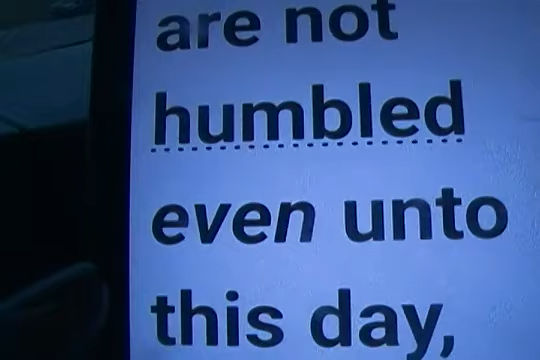 are not
humbled
even unto
this day,